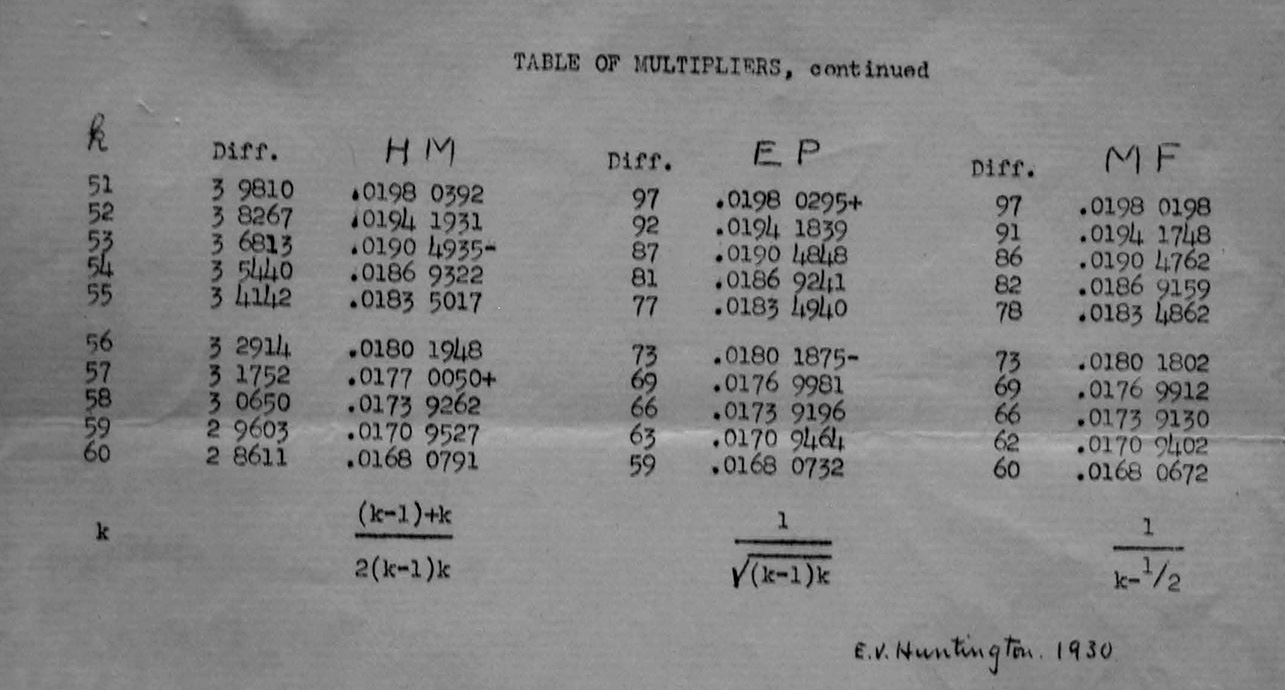 TABLE OF MULTIPLIERS, continued
k Diff. H M Diff. E P Diff. M F
51 3 9810 .0198 0392 97 .0198 0295+ 97 .0198 0198
52 3 8267 .0194 1931 92 .0194 1839 91 .0194 1748
53 3 6813 .0190 4935- 87 .0190 4848 86 .0190 4762
54 3 5440 .0186 9322 81 .0186 9241 82 .0186 9159
55 3 4142 .0183 5017 77 .0183 4940 78 .0183 4862
56 3 2914 .0180 1948 73 .0180 1875- 73 .0180 1802
57 3 1752 .0177 0050+ 69 .0176 9981 69 .0176 9912
58 3 0650 .0173 9262 66 .0173 9196 66 .0173 9130
59 2 9603 .0170 9527 63 .0170 9464 62 .0170 9402
60 2 8611 .0168 0791 59 .0168 0732 60 .0168 0672
(k-1)+k 1 1
k
2(k-1)k √(k-1)k k-1/2
E.V. Huntington. 1930